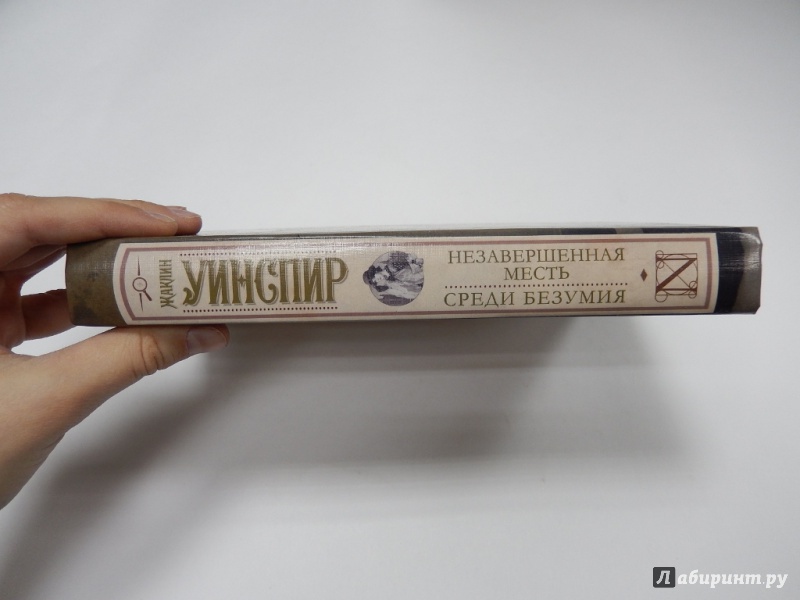 ЖАКЛИН
УИНСПИР
НЕЗАВЕРШЕННАЯ
МЕСТЬ
СРЕДИ БЕЗУМИЯ
N
Лабиринт.ру